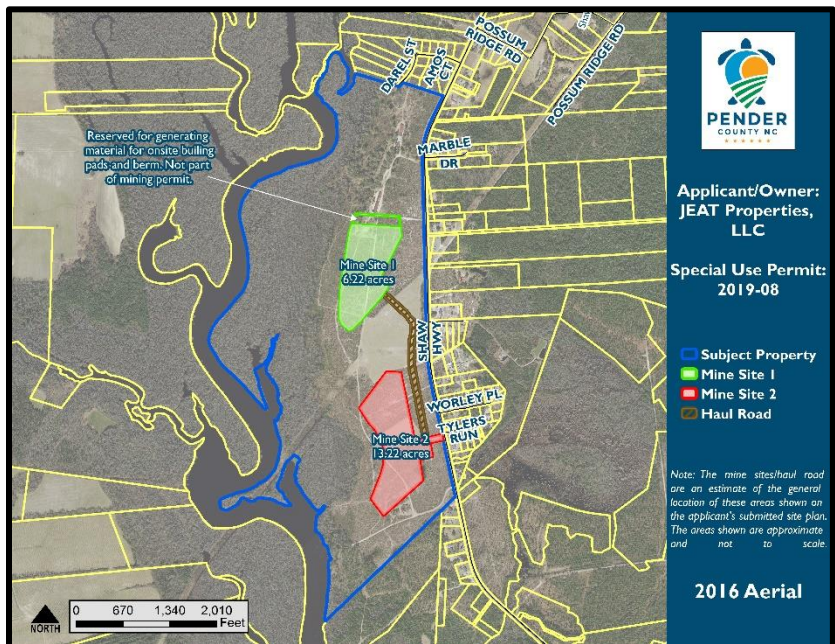 DAREL ST
AMOS
CT
POSSUM
RIDGE RD
POSSUM RIDGE RD
MARBLE
DR
Reserved for generating
material for onsite builing
pads and berm. Not part
of mining permit.
Mine Site 1
6.22 acres
SHAW
HWY
WORLEY PL
TYLERS
RUN
Mine Site 2
13.22 acres
NORTH
0 670 1,340 2,010
Feet
PENDER
COUNTY NC
Applicant/Owner:
JEAT Properties,
LLC
Special Use Permit:
2019-08
Subject Property
Mine Site 1
Mine Site 2
Haul Road
Note: The mine sites/haul road
are an estimate of the general
location of these areas shown on
the applicant's submitted site plan.
The areas shown are approximate
and not to scale.
2016 Aerial